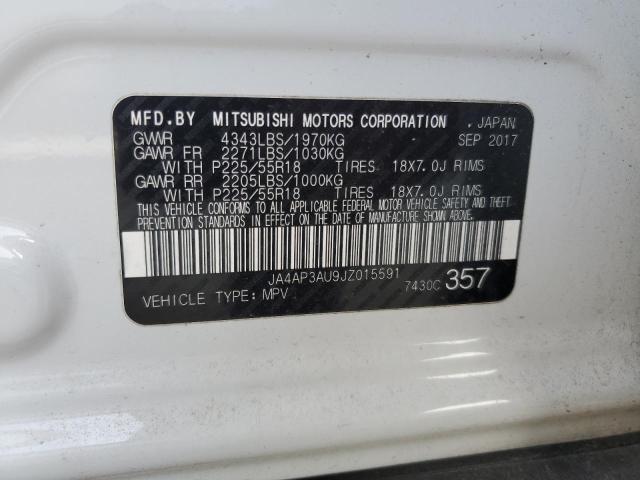 MFD.BY MITSUBISHI MOTORS CORPORATION . JAPAN
GVWR 4343LBS/1970KG SEP 2017
GAWR FR 2271LBS/1030KG
WITH P225/55R18 TIRES 18X7.0J RIMS
GAWR RR 2205LBS/1000KG
WITH P225/55R18 TIRES 18X7.0J RIMS
THIS VEHICLE CONFORMS TO ALL APPLICABLE FEDERAL MOTOR VEHICLE SAFETY AND THEFT
PREVENTION STANDARDS IN EFFECT ON THE DATE OF MANUFACTURE SHOWN ABOVE.
JA4AP3AU9JZ015591
VEHICLE TYPE: MPV 7430C 357